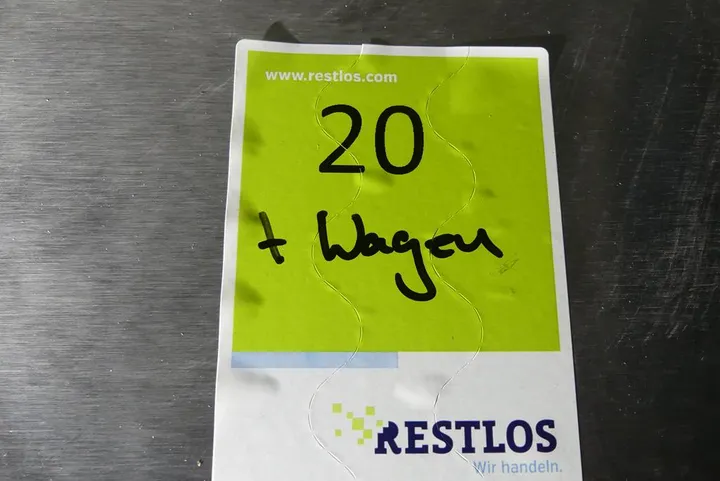 www.restlos.com
20
+ Wagen
RESTLOS
Wir handeln.